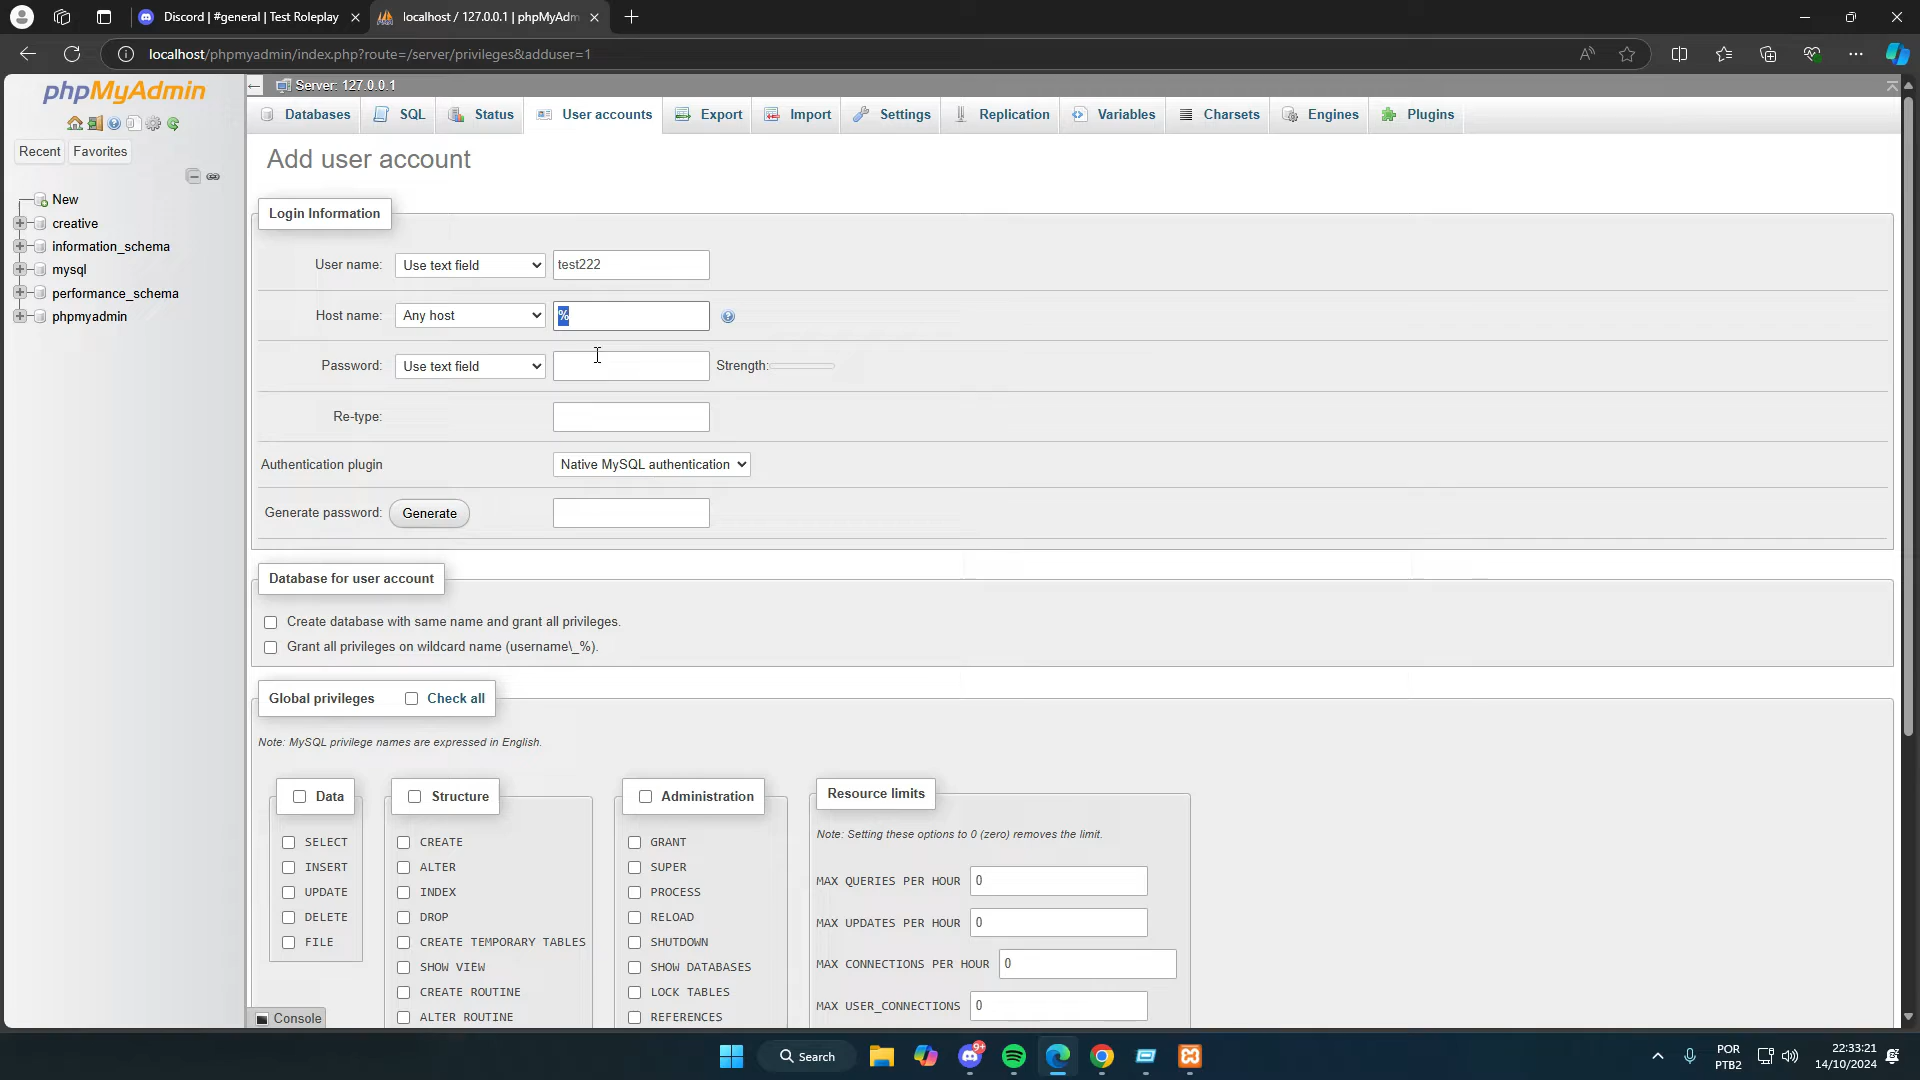 Discord | #general | Test Roleplay
localhost / 127.0.0.1 | phpMyAdm
localhost/phpmyadmin/index.php?route=/server/privileges&adduser=1
phpMyAdmin
Recent
Favorites
New
creative
information_schema
mysql
performance_schema
phpmyadmin
Server: 127.0.0.1
Databases
SQL
Status
User accounts
Export
Import
Settings
Replication
Variables
Charsets
Engines
Plugins
Add user account
Login Information
User name:
Use text field
test222
Host name:
Any host
%
Password:
Use text field
Strength:
Re-type:
Authentication plugin
Native MySQL authentication
Generate password:
Generate
Database for user account
Create database with same name and grant all privileges.
Grant all privileges on wildcard name (username\_%).
Global privileges
Check all
Note: MySQL privilege names are expressed in English.
Data
SELECT
INSERT
UPDATE
DELETE
FILE
Structure
CREATE
ALTER
INDEX
DROP
CREATE TEMPORARY TABLES
SHOW VIEW
CREATE ROUTINE
ALTER ROUTINE
Administration
GRANT
SUPER
PROCESS
RELOAD
SHUTDOWN
SHOW DATABASES
LOCK TABLES
REFERENCES
Resource limits
Note: Setting these options to 0 (zero) removes the limit.
MAX QUERIES PER HOUR 0
MAX UPDATES PER HOUR 0
MAX CONNECTIONS PER HOUR 0
MAX USER_CONNECTIONS 0
Console
Search
9+
POR
PTB2
22:33:21
14/10/2024